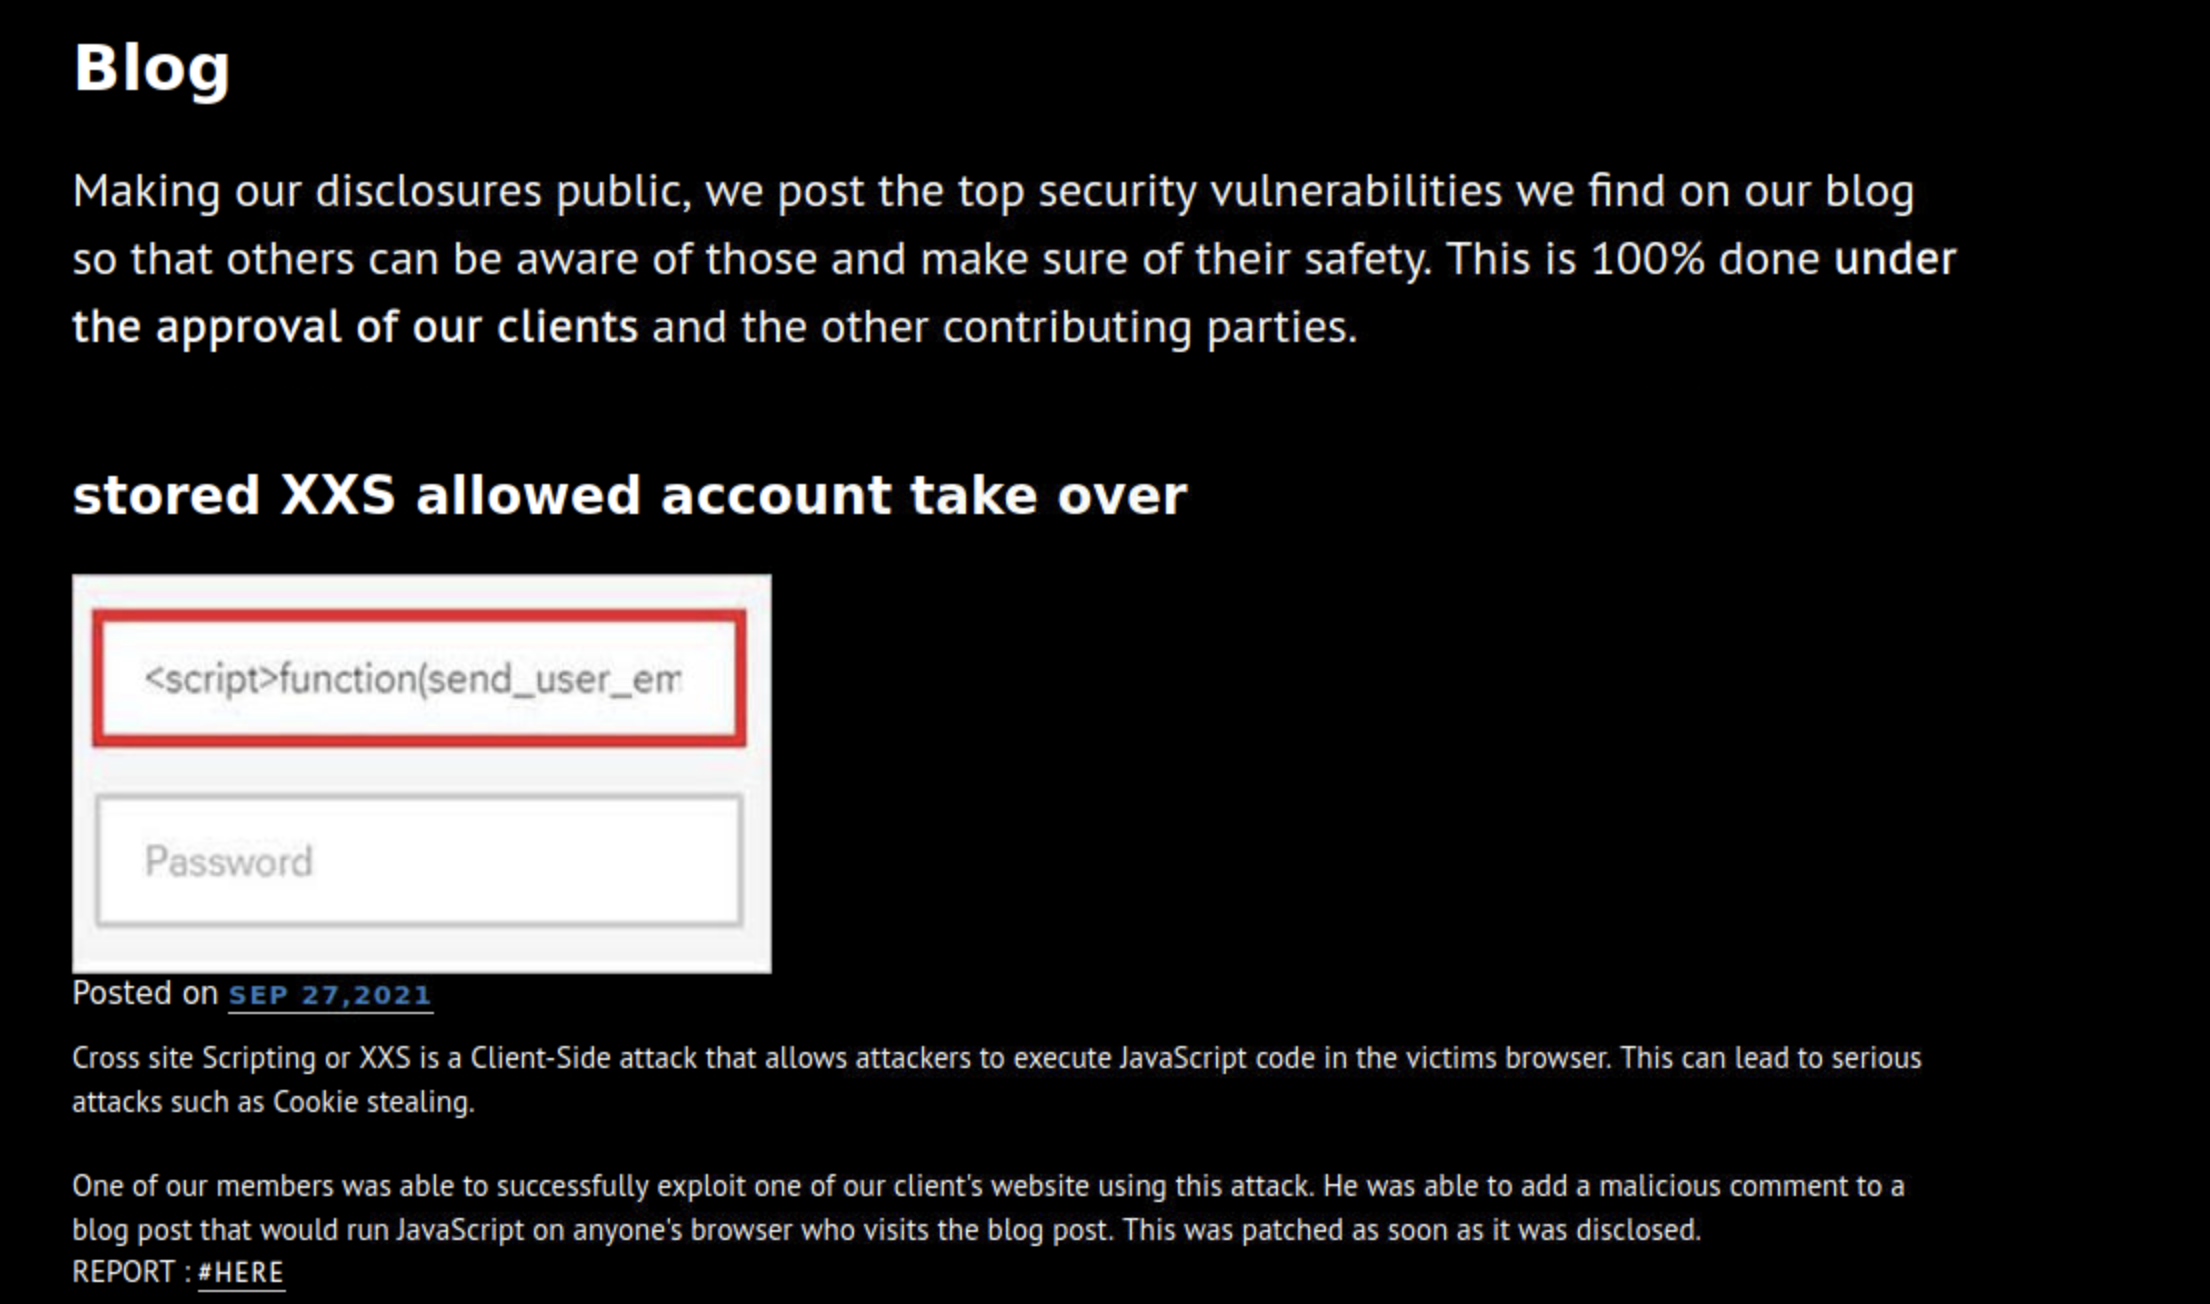 Blog
Making our disclosures public, we post the top security vulnerabilities we find on our blog
so that others can be aware of those and make sure of their safety. This is 100% done under
the approval of our clients and the other contributing parties.
stored XXS allowed account take over
<script>function(send_user_em
Password
Posted on SEP 27,2021
Cross site Scripting or XXS is a Client-Side attack that allows attackers to execute JavaScript code in the victims browser. This can lead to serious
attacks such as Cookie stealing.
One of our members was able to successfully exploit one of our client's website using this attack. He was able to add a malicious comment to a
blog post that would run JavaScript on anyone's browser who visits the blog post. This was patched as soon as it was disclosed.
REPORT : #HERE